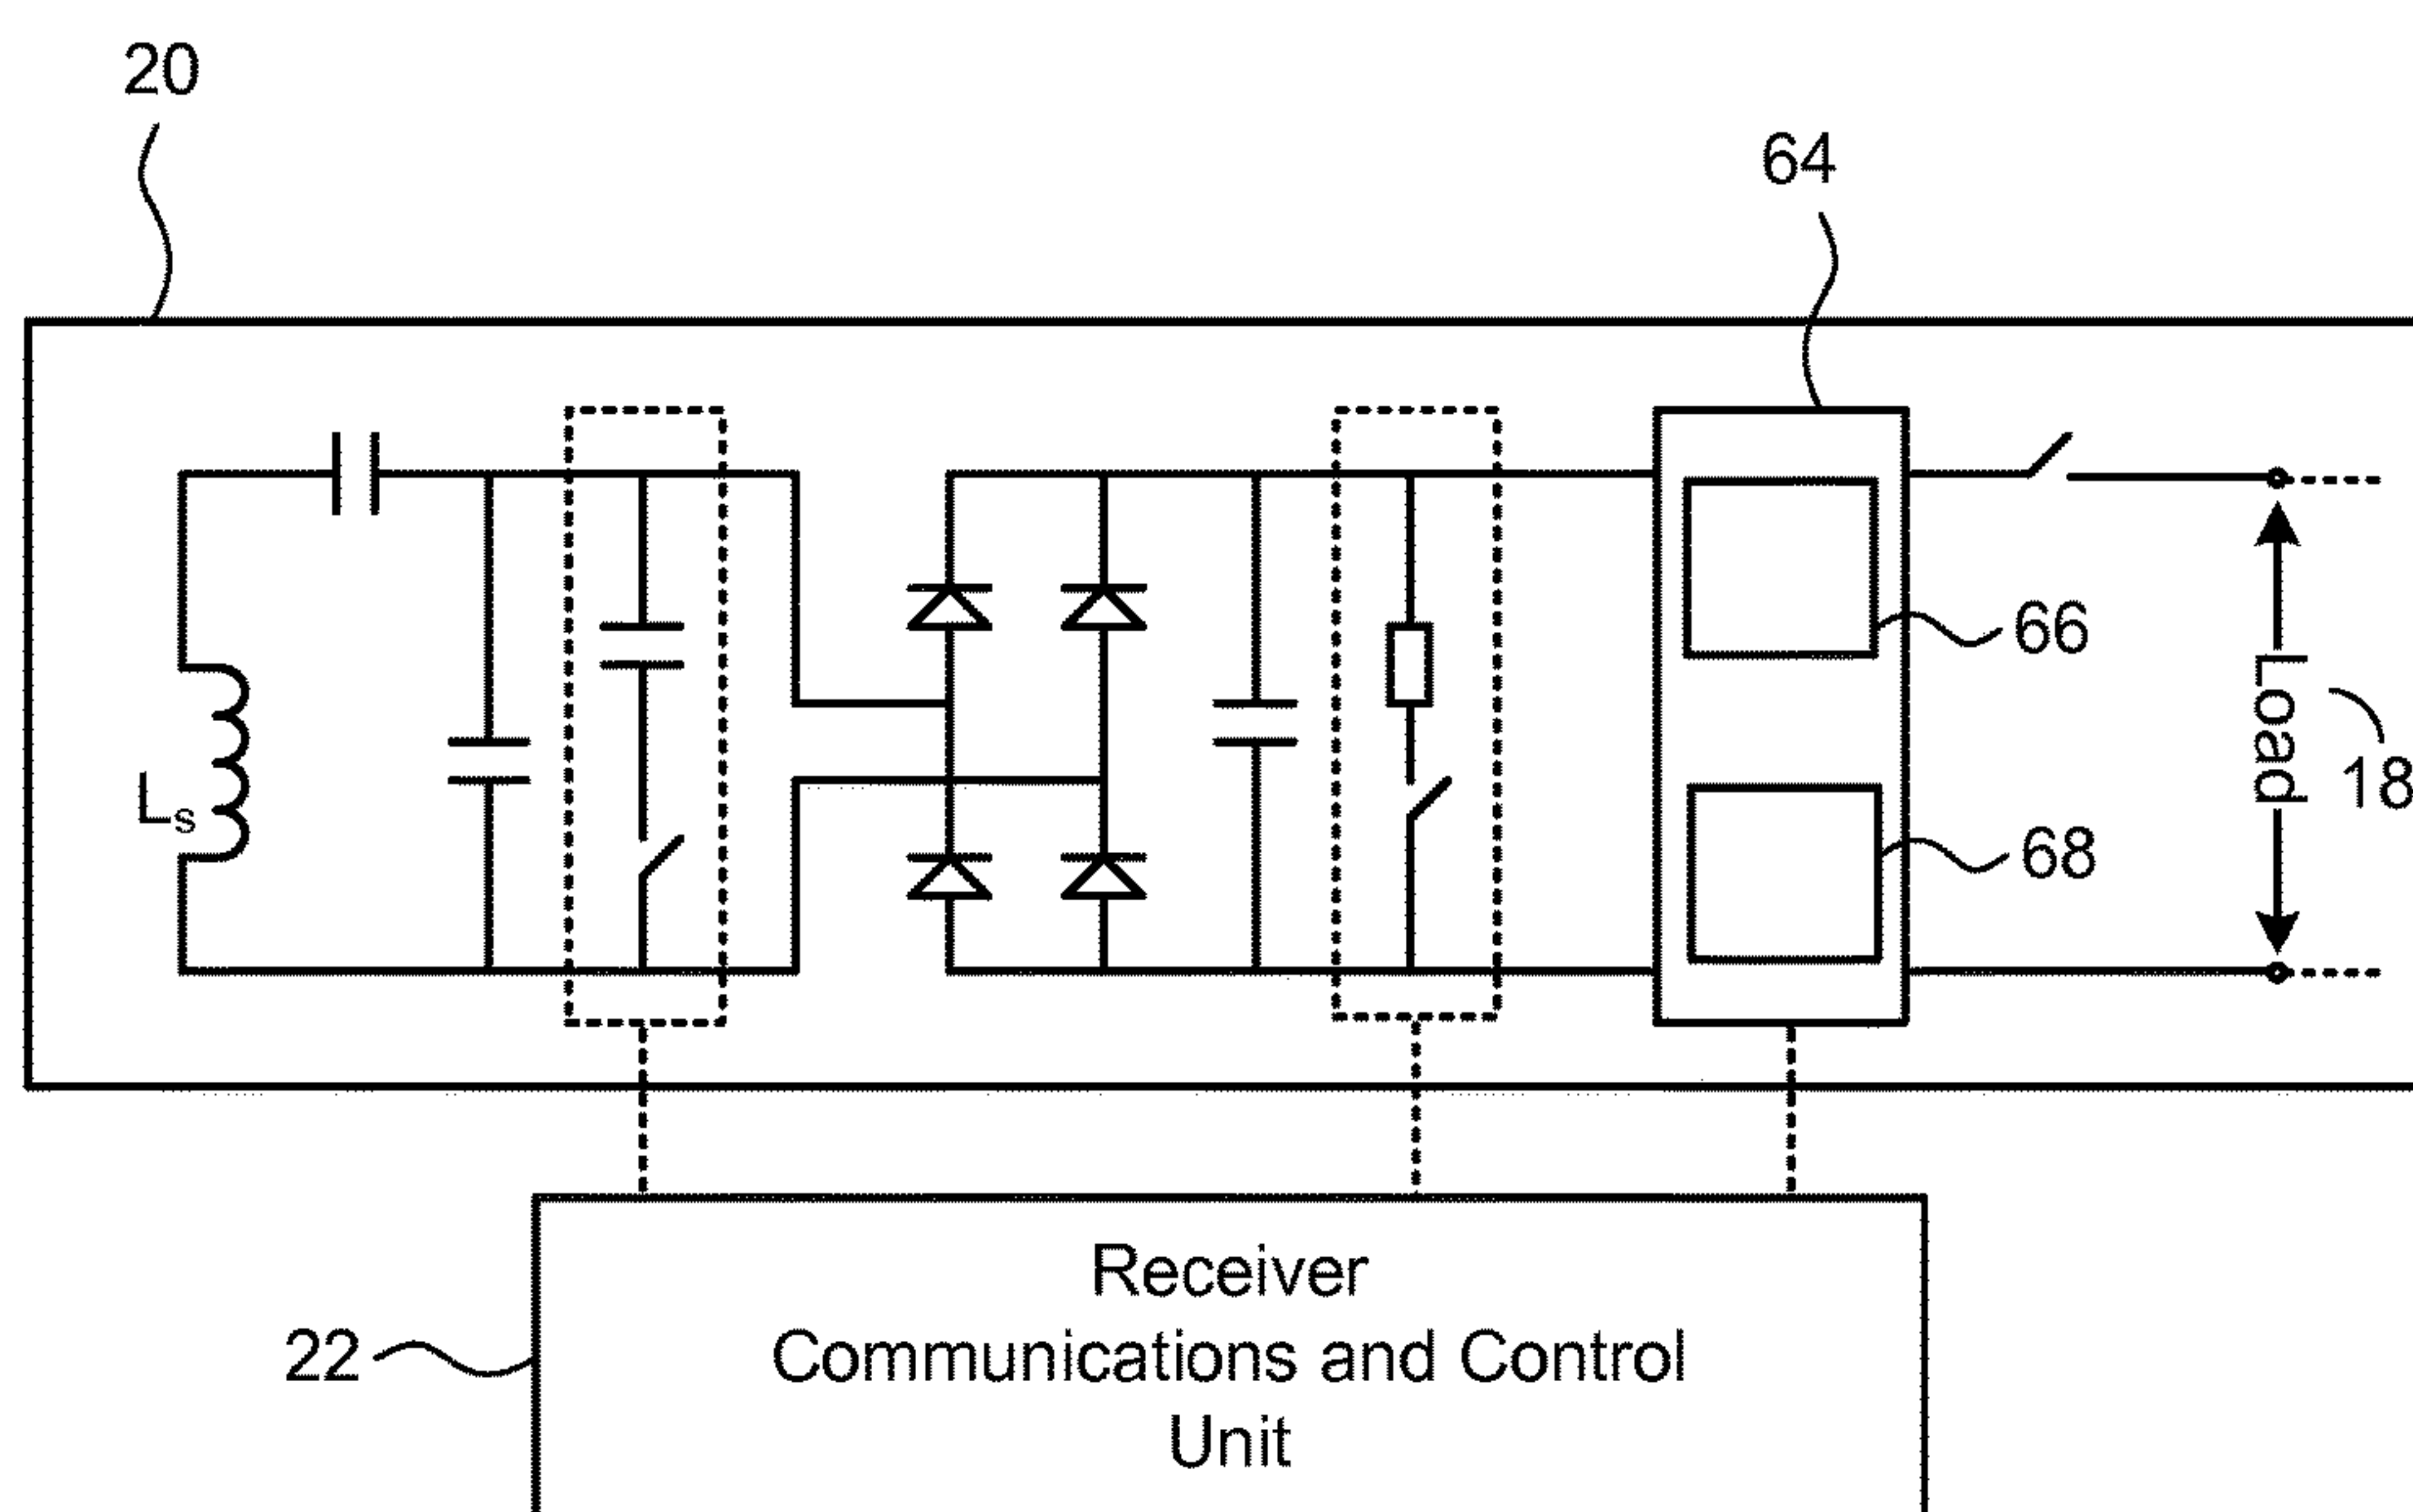 20
64
66
Load
18
Ls
68
Receiver
22
Communications and Control
Unit